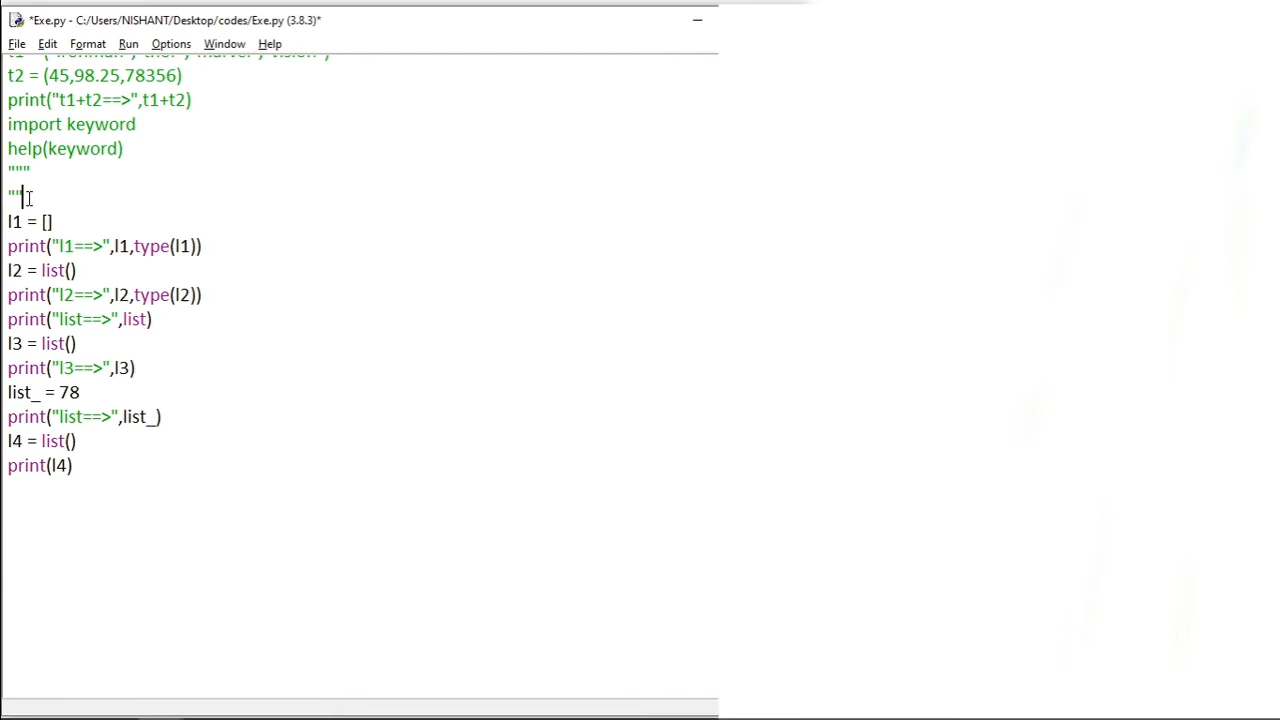 *Exe.py - C:/Users/NISHANT/Desktop/codes/Exe.py (3.8.3)*
File Edit Format Run Options Window Help
t2 = (45,98.25,78356)
print("t1+t2==>",t1+t2)
import keyword
help(keyword)
"""
""
l1 = []
print("l1==>",l1,type(l1))
l2 = list()
print("l2==>",l2,type(l2))
print("list==>",list)
l3 = list()
print("l3==>",l3)
list_ = 78
print("list==>",list_)
l4 = list()
print(l4)